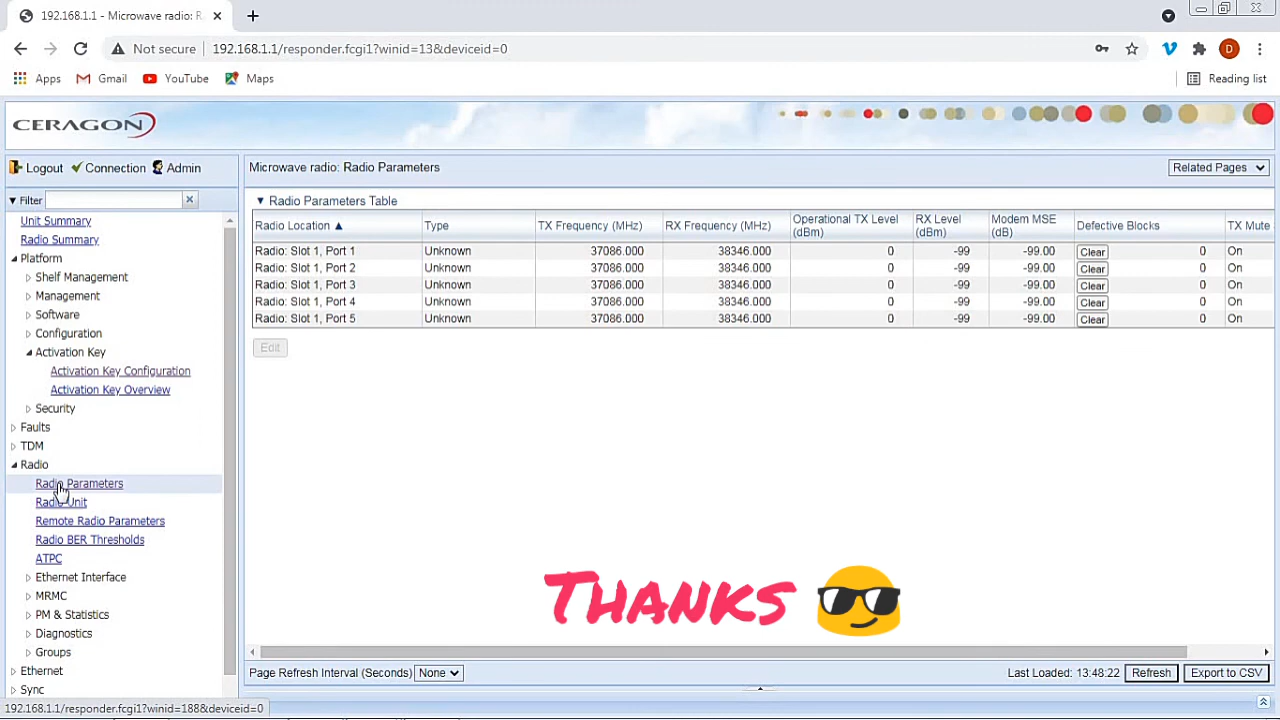 192.168.1.1 - Microwave radio: R
Not secure 192.168.1.1/responder.fcgi1?winid=13&deviceid=0
D
Apps Gmail YouTube Maps Reading list
CERAGON
Logout Connection Admin
Microwave radio: Radio Parameters Related Pages
Filter
Radio Parameters Table
Unit Summary
Radio Summary
Platform
Shelf Management
Management
Software
Configuration
Activation Key
Activation Key Configuration
Activation Key Overview
Security
Faults
TDM
Radio
Radio Parameters
Radio Unit
Remote Radio Parameters
Radio BER Thresholds
ATPC
Ethernet Interface
MRMC
PM & Statistics
Diagnostics
Groups
Ethernet
Sync
Radio Location ▲ Type TX Frequency (MHz) RX Frequency (MHz) Operational TX Level (dBm) RX Level (dBm) Modem MSE (dB) Defective Blocks TX Mute
Radio: Slot 1, Port 1 Unknown 37086.000 38346.000 0 -99 -99.00 Clear 0 On
Radio: Slot 1, Port 2 Unknown 37086.000 38346.000 0 -99 -99.00 Clear 0 On
Radio: Slot 1, Port 3 Unknown 37086.000 38346.000 0 -99 -99.00 Clear 0 On
Radio: Slot 1, Port 4 Unknown 37086.000 38346.000 0 -99 -99.00 Clear 0 On
Radio: Slot 1, Port 5 Unknown 37086.000 38346.000 0 -99 -99.00 Clear 0 On
Edit
THANKS 😎
Page Refresh Interval (Seconds) None Last Loaded: 13:48:22 Refresh Export to CSV
192.168.1.1/responder.fcgi1?winid=188&deviceid=0